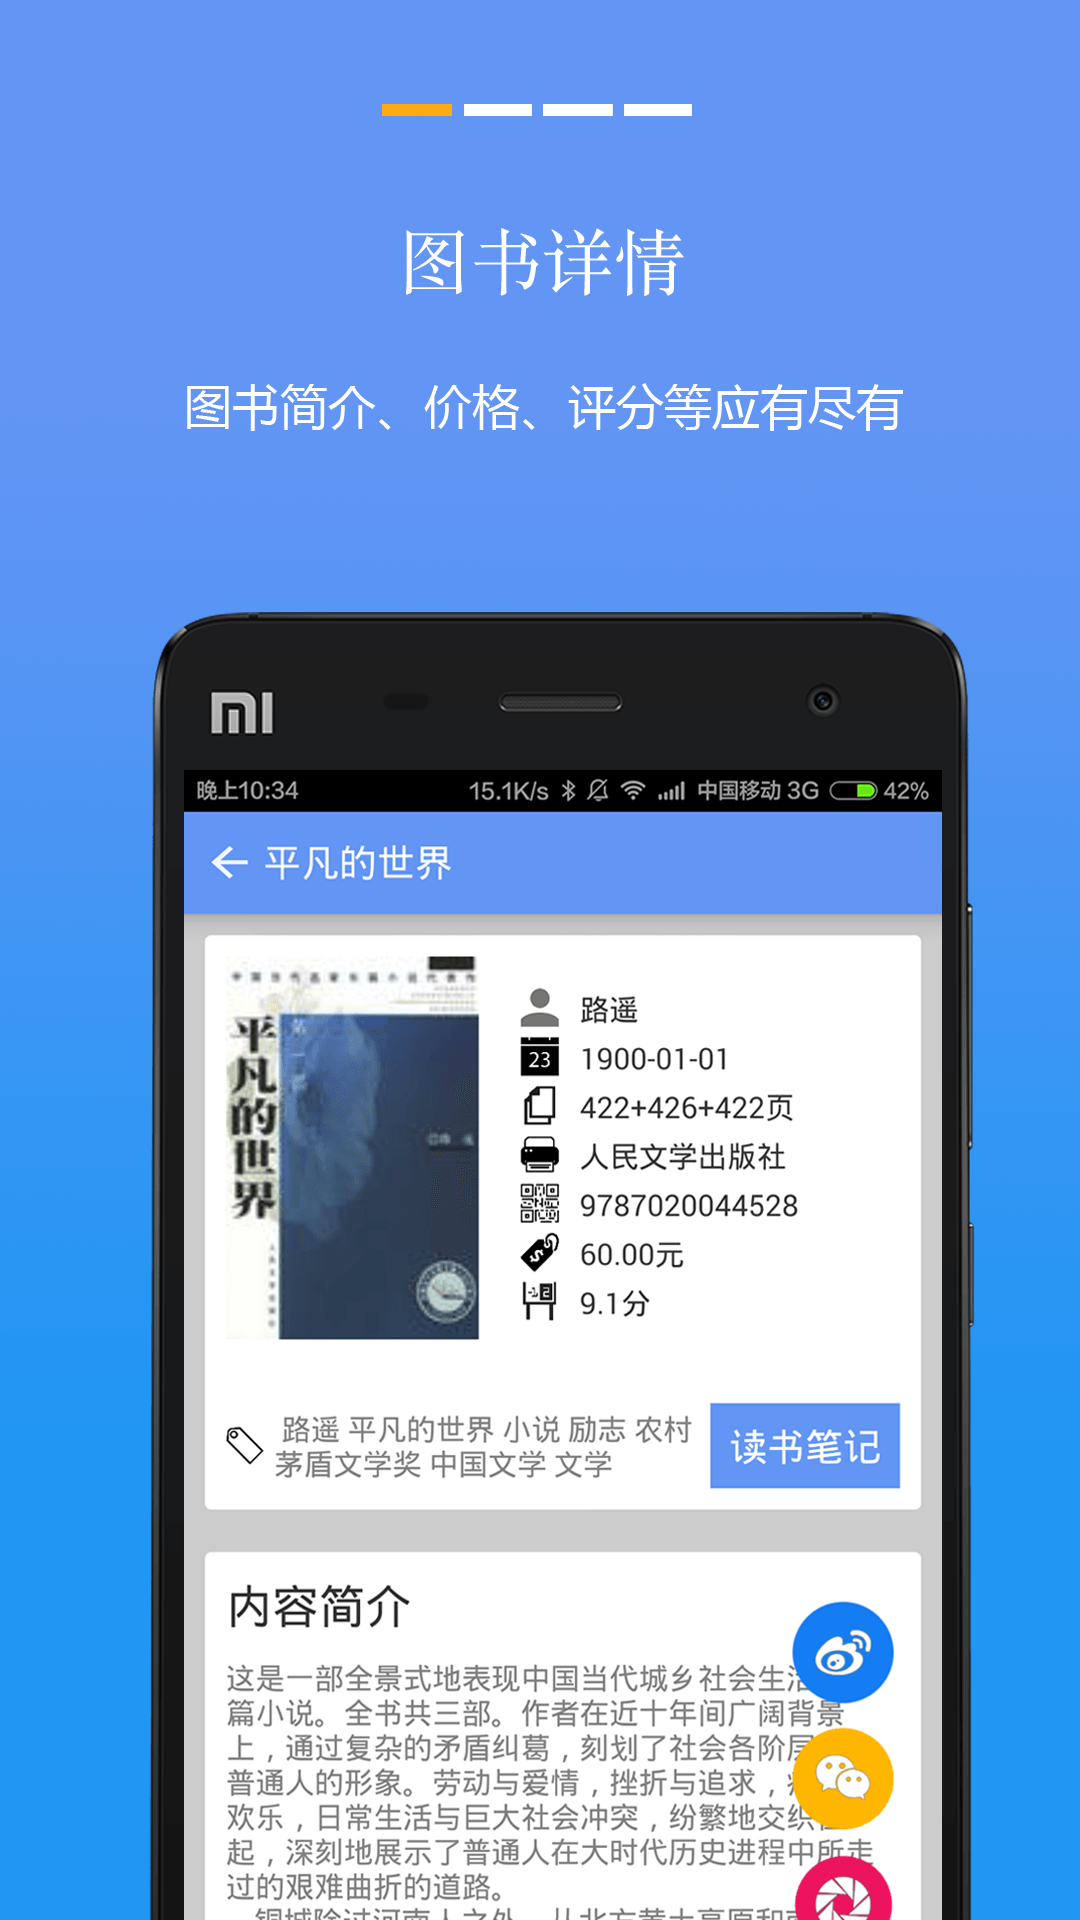 图书详情
图书简介、价格、评分等应有尽有
MI
晚上10:34 15.1K/s 中国移动 3G 42%
平凡的世界
平凡的世界
路遥
23 1900-01-01
422+426+422页
人民文学出版社
9787020044528
60.00元
9.1分
路遥 平凡的世界 小说 励志 农村
茅盾文学奖 中国文学 文学
读书笔记
内容简介
这是一部全景式地表现中国当代城乡社会生活
篇小说。全书共三部。作者在近十年间广阔背景
上，通过复杂的矛盾纠葛，刻划了社会各阶层
普通人的形象。劳动与爱情，挫折与追求，
欢乐，日常生活与巨大社会冲突，纷繁地交织
起，深刻地展示了普通人在大时代历史进程中所走
过的艰难曲折的道路。